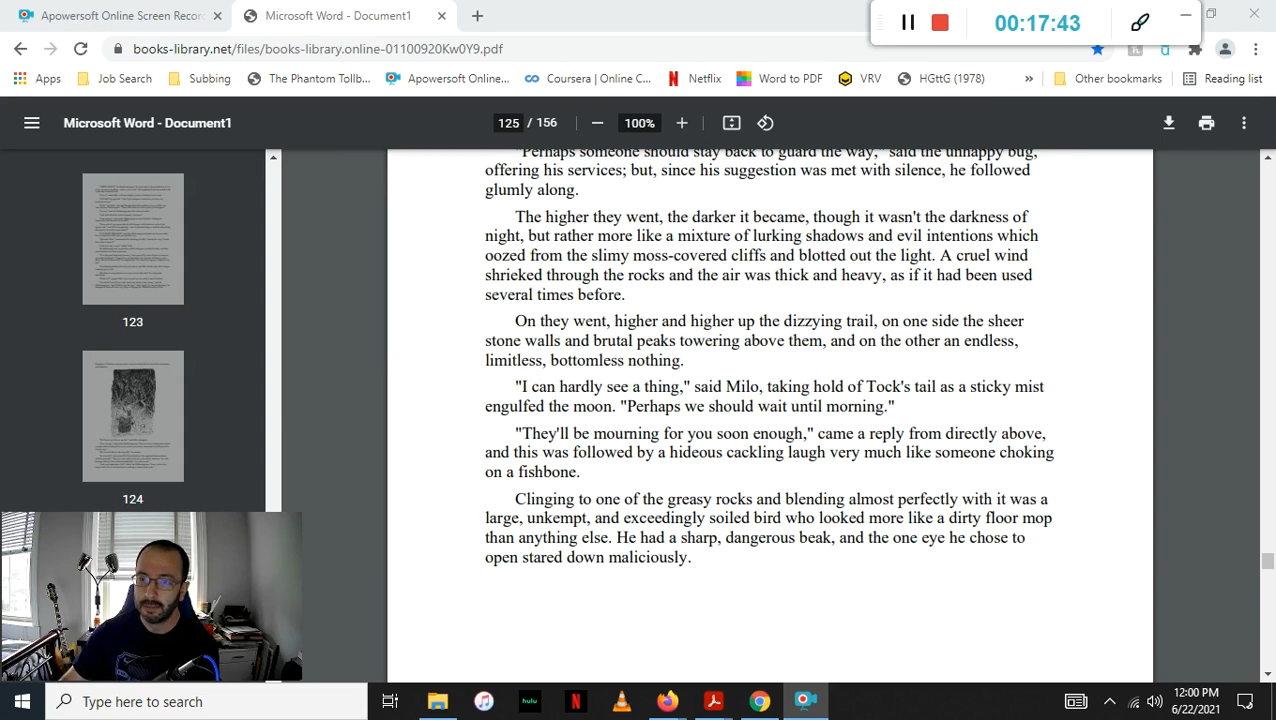 Apowersoft Online Screen Recor
Microsoft Word - Document1
00:17:43
books-library.net/files/books-library.online-01100920Kw0Y9.pdf
Apps
Job Search
Subbing
The Phantom Tollb...
Apowersoft Online...
Coursera | Online C...
Netflix
Word to PDF
VRV
HGttG (1978)
»
Other bookmarks
Reading list
Microsoft Word - Document1
125 / 156
100%
123
124
"Perhaps someone should stay back to guard the way," said the unhappy bug,
offering his services; but, since his suggestion was met with silence, he followed
glumly along.
The higher they went, the darker it became, though it wasn't the darkness of
night, but rather more like a mixture of lurking shadows and evil intentions which
oozed from the slimy moss-covered cliffs and blotted out the light. A cruel wind
shrieked through the rocks and the air was thick and heavy, as if it had been used
several times before.
On they went, higher and higher up the dizzying trail, on one side the sheer
stone walls and brutal peaks towering above them, and on the other an endless,
limitless, bottomless nothing.
"I can hardly see a thing," said Milo, taking hold of Tock's tail as a sticky mist
engulfed the moon. "Perhaps we should wait until morning."
"They'll be mourning for you soon enough," came a reply from directly above,
and this was followed by a hideous cackling laugh very much like someone choking
on a fishbone.
Clinging to one of the greasy rocks and blending almost perfectly with it was a
large, unkempt, and exceedingly soiled bird who looked more like a dirty floor mop
than anything else. He had a sharp, dangerous beak, and the one eye he chose to
open stared down maliciously.
Type here to search
hulu
12:00 PM
6/22/2021